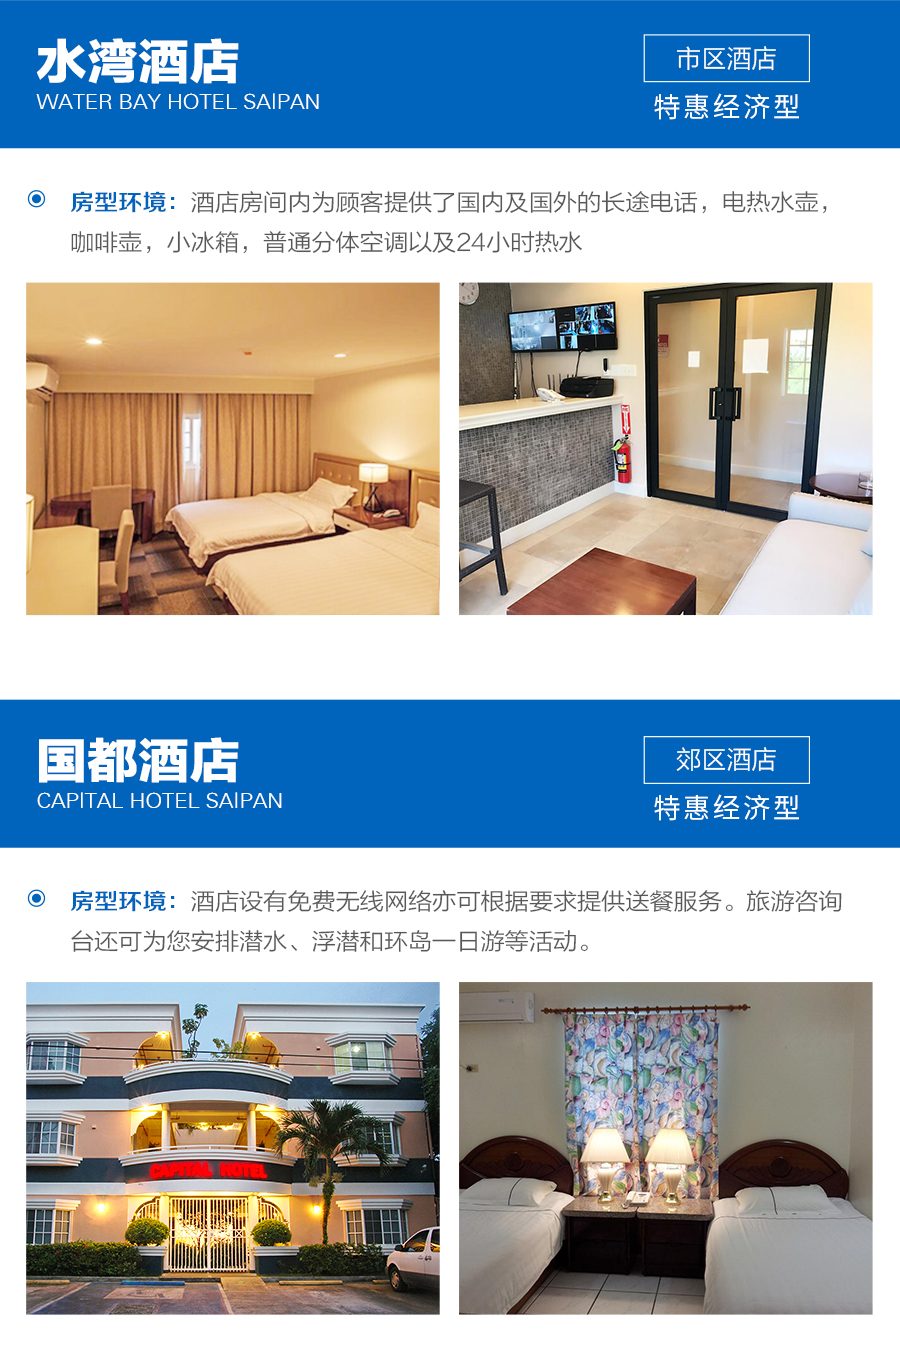 水湾酒店
WATER BAY HOTEL SAIPAN
市区酒店
特惠经济型
房型环境：酒店房间内为顾客提供了国内及国外的长途电话，电热水壶，
咖啡壶，小冰箱，普通分体空调以及24小时热水
国都酒店
CAPITAL HOTEL SAIPAN
郊区酒店
特惠经济型
房型环境：酒店设有免费无线网络亦可根据要求提供送餐服务。旅游咨询
台还可为您安排潜水、浮潜和环岛一日游等活动。
CAPITAL HOTEL